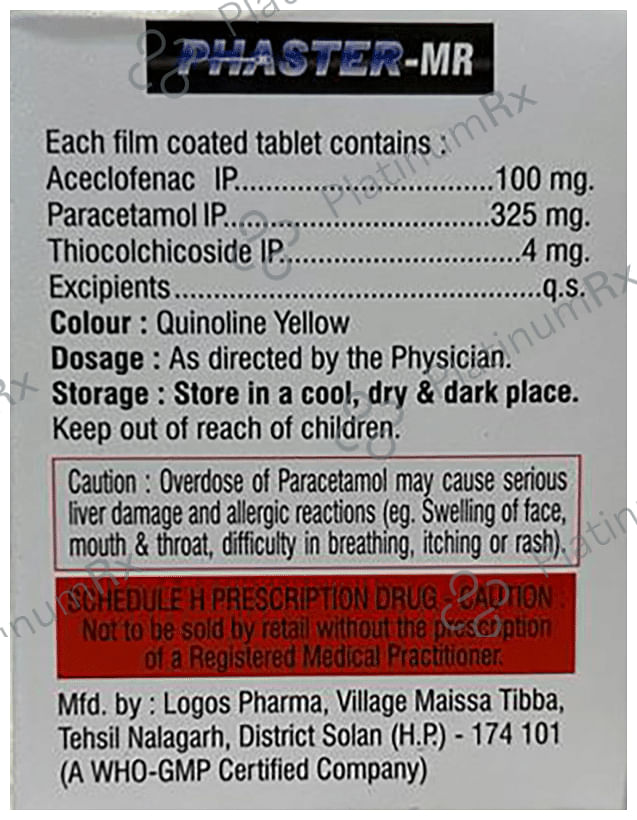 PHASTER-MR
Each film coated tablet contains :
Aceclofenac IP.................................100 mg.
Paracetamol IP.................................325 mg.
Thiocolchicoside IP..............................4 mg.
Excipients..............................................q.s.
Colour : Quinoline Yellow
Dosage : As directed by the Physician.
Storage : Store in a cool, dry & dark place.
Keep out of reach of children.
Caution : Overdose of Paracetamol may cause serious
liver damage and allergic reactions (eg. Swelling of face,
mouth & throat, difficulty in breathing, itching or rash).
SCHEDULE H PRESCRIPTION DRUG - CAUTION :
Not to be sold by retail without the prescription
of a Registered Medical Practitioner.
Mfd. by : Logos Pharma, Village Maissa Tibba,
Tehsil Nalagarh, District Solan (H.P.) - 174 101
(A WHO-GMP Certified Company)
PlatinumRx
PlatinumRx
PlatinumRx